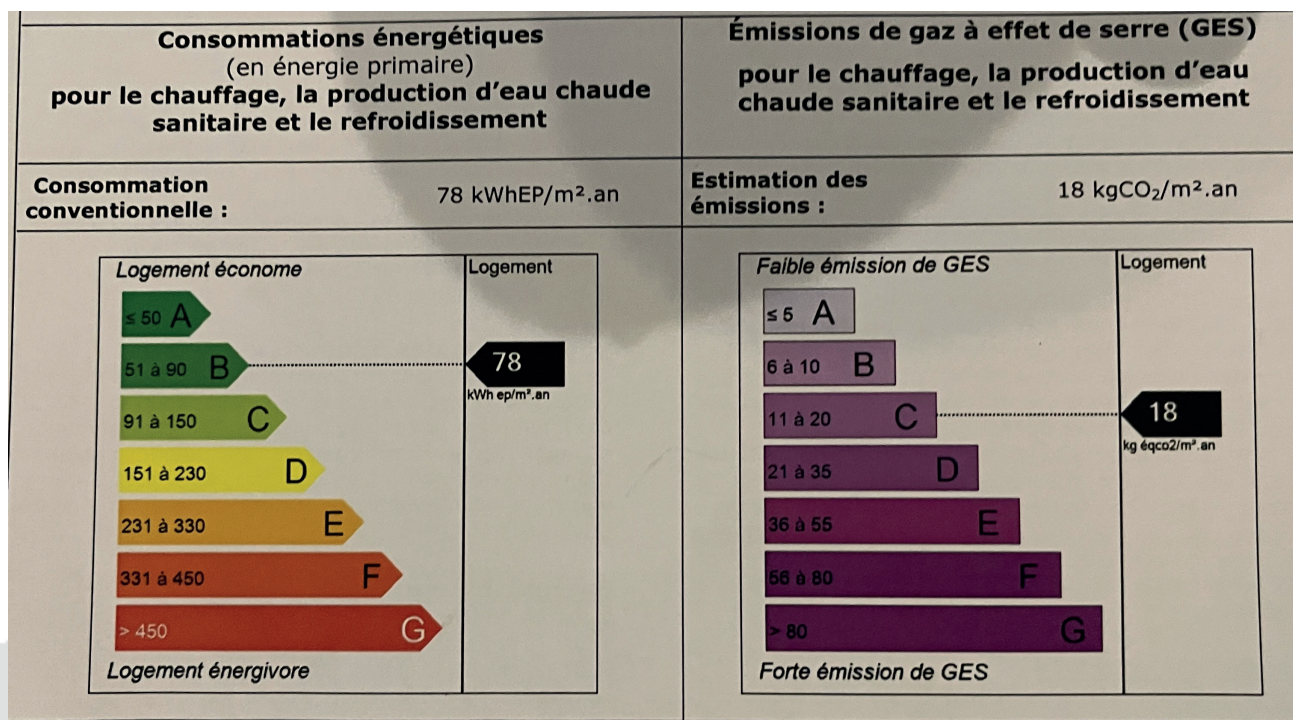 Consommations énergétiques
(en énergie primaire)
pour le chauffage, la production d'eau chaude
sanitaire et le refroidissement
Émissions de gaz à effet de serre (GES)
pour le chauffage, la production d'eau
chaude sanitaire et le refroidissement
Consommation
conventionnelle :
78 kWhEP/m².an
Estimation des
émissions :
18 kgCO₂/m².an
Logement économe
Logement
≤ 50 A
51 à 90 B
78
kWh ep/m².an
91 à 150 C
151 à 230 D
231 à 330 E
331 à 450 F
> 450 G
Logement énergivore
Faible émission de GES
Logement
≤ 5 A
6 à 10 B
11 à 20 C
18
kg éqco2/m².an
21 à 35 D
36 à 55 E
56 à 80 F
> 80 G
Forte émission de GES